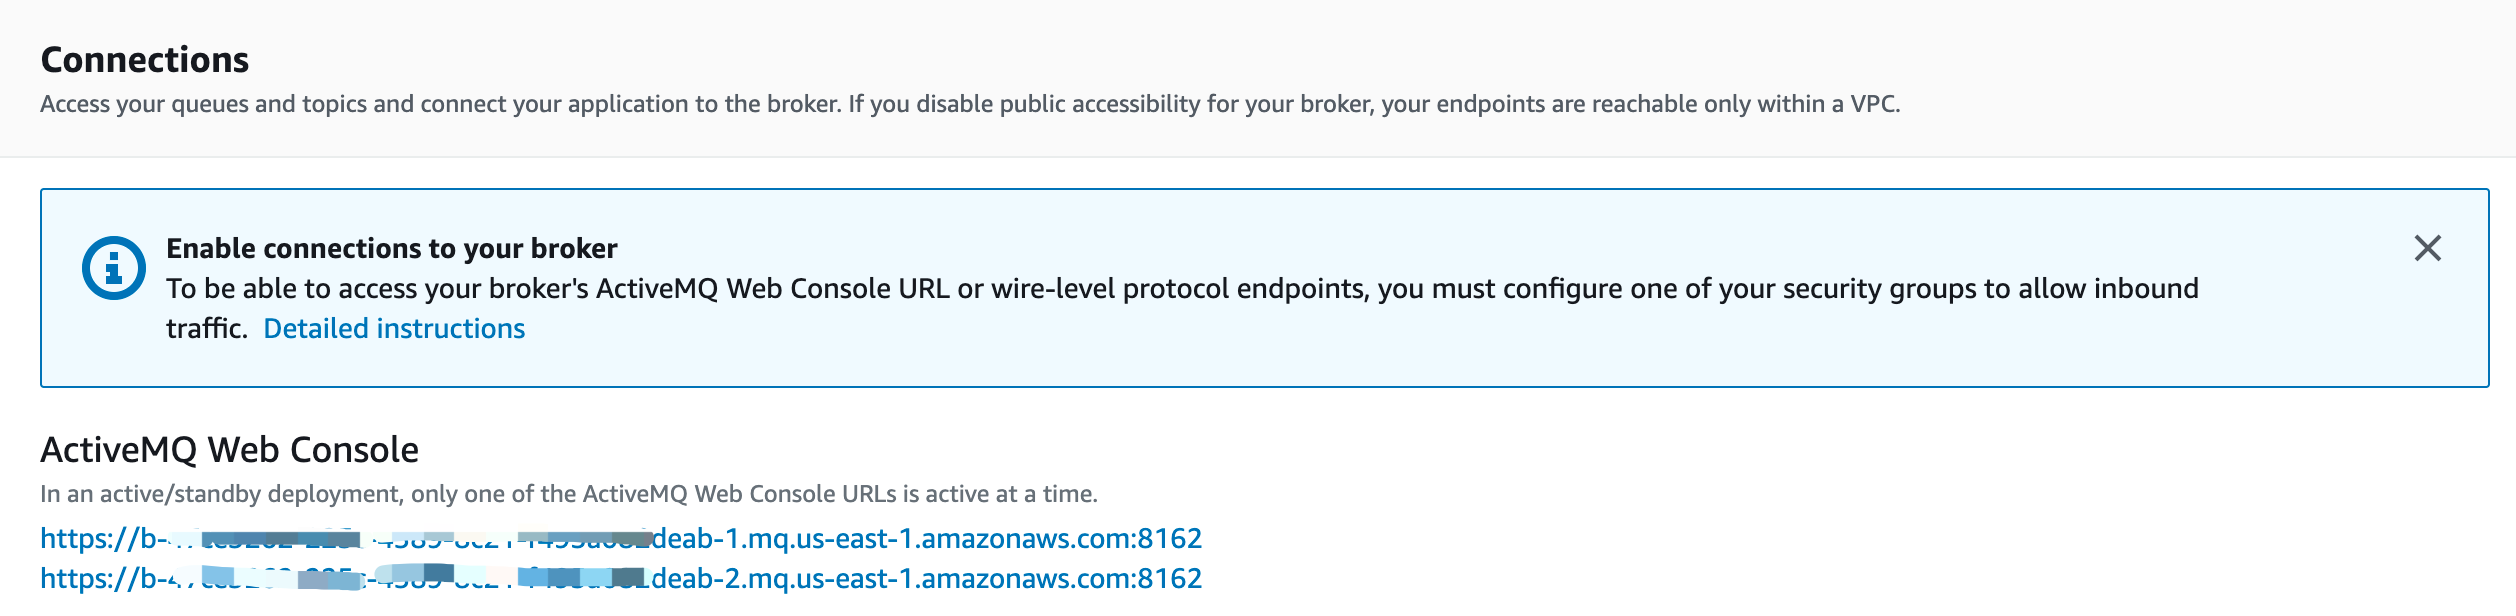 Connections
Access your queues and topics and connect your application to the broker. If you disable public accessibility for your broker, your endpoints are reachable only within a VPC.
Enable connections to your broker
To be able to access your broker's ActiveMQ Web Console URL or wire-level protocol endpoints, you must configure one of your security groups to allow inbound
traffic. Detailed instructions
ActiveMQ Web Console
In an active/standby deployment, only one of the ActiveMQ Web Console URLs is active at a time.
https://b- deab-1.mq.us-east-1.amazonaws.com:8162
https://b- deab-2.mq.us-east-1.amazonaws.com:8162